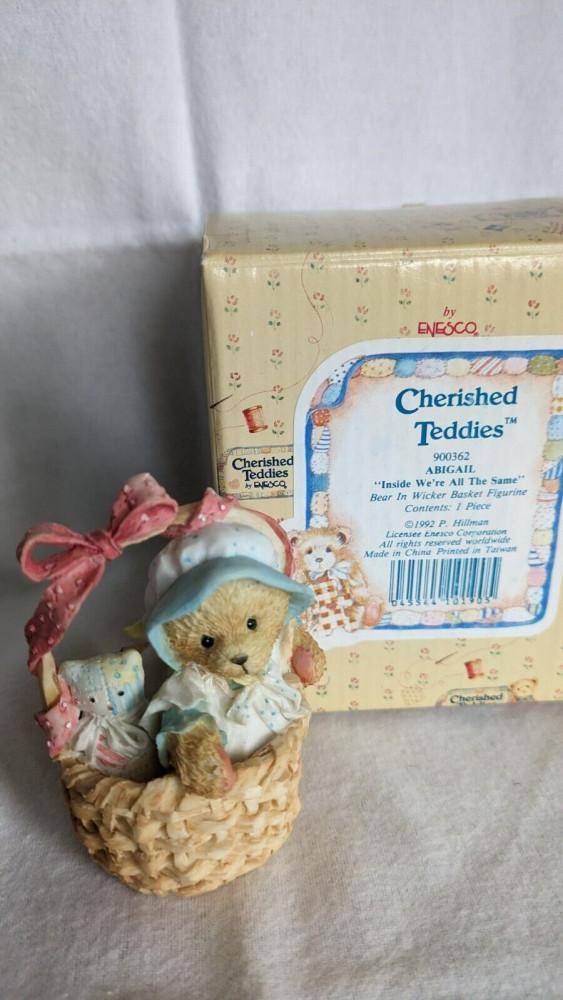 by
ENESCO
Cherished
Teddies™
900362
ABIGAIL
"Inside We're All The Same"
Bear In Wicker Basket Figurine
Contents: 1 Piece
©1992 P. Hillman
Licensee Enesco Corporation
All rights reserved worldwide
Made in China Printed in Taiwan
Cherished
Teddies
by ENESCO
Cherished